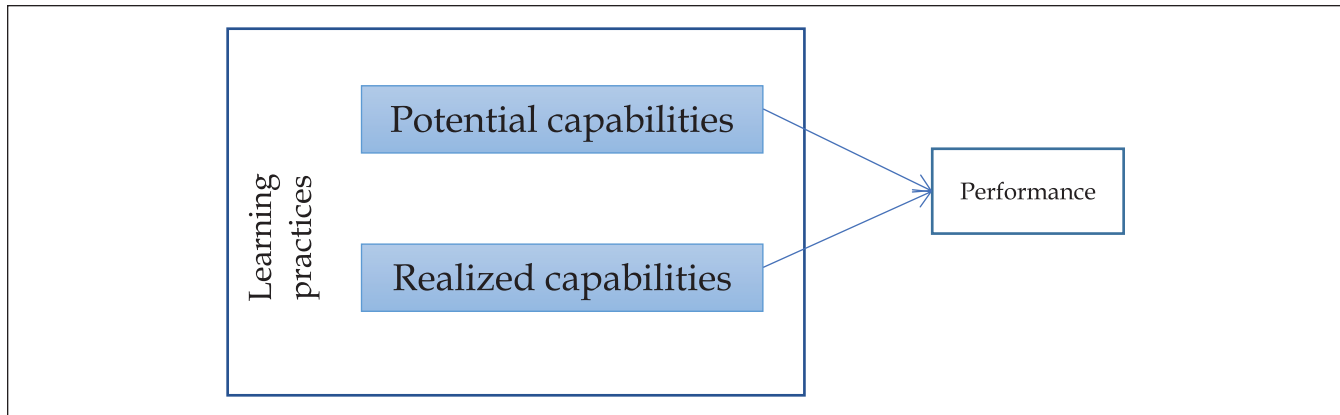 Learning
practices
Potential capabilities
Realized capabilities
Performance